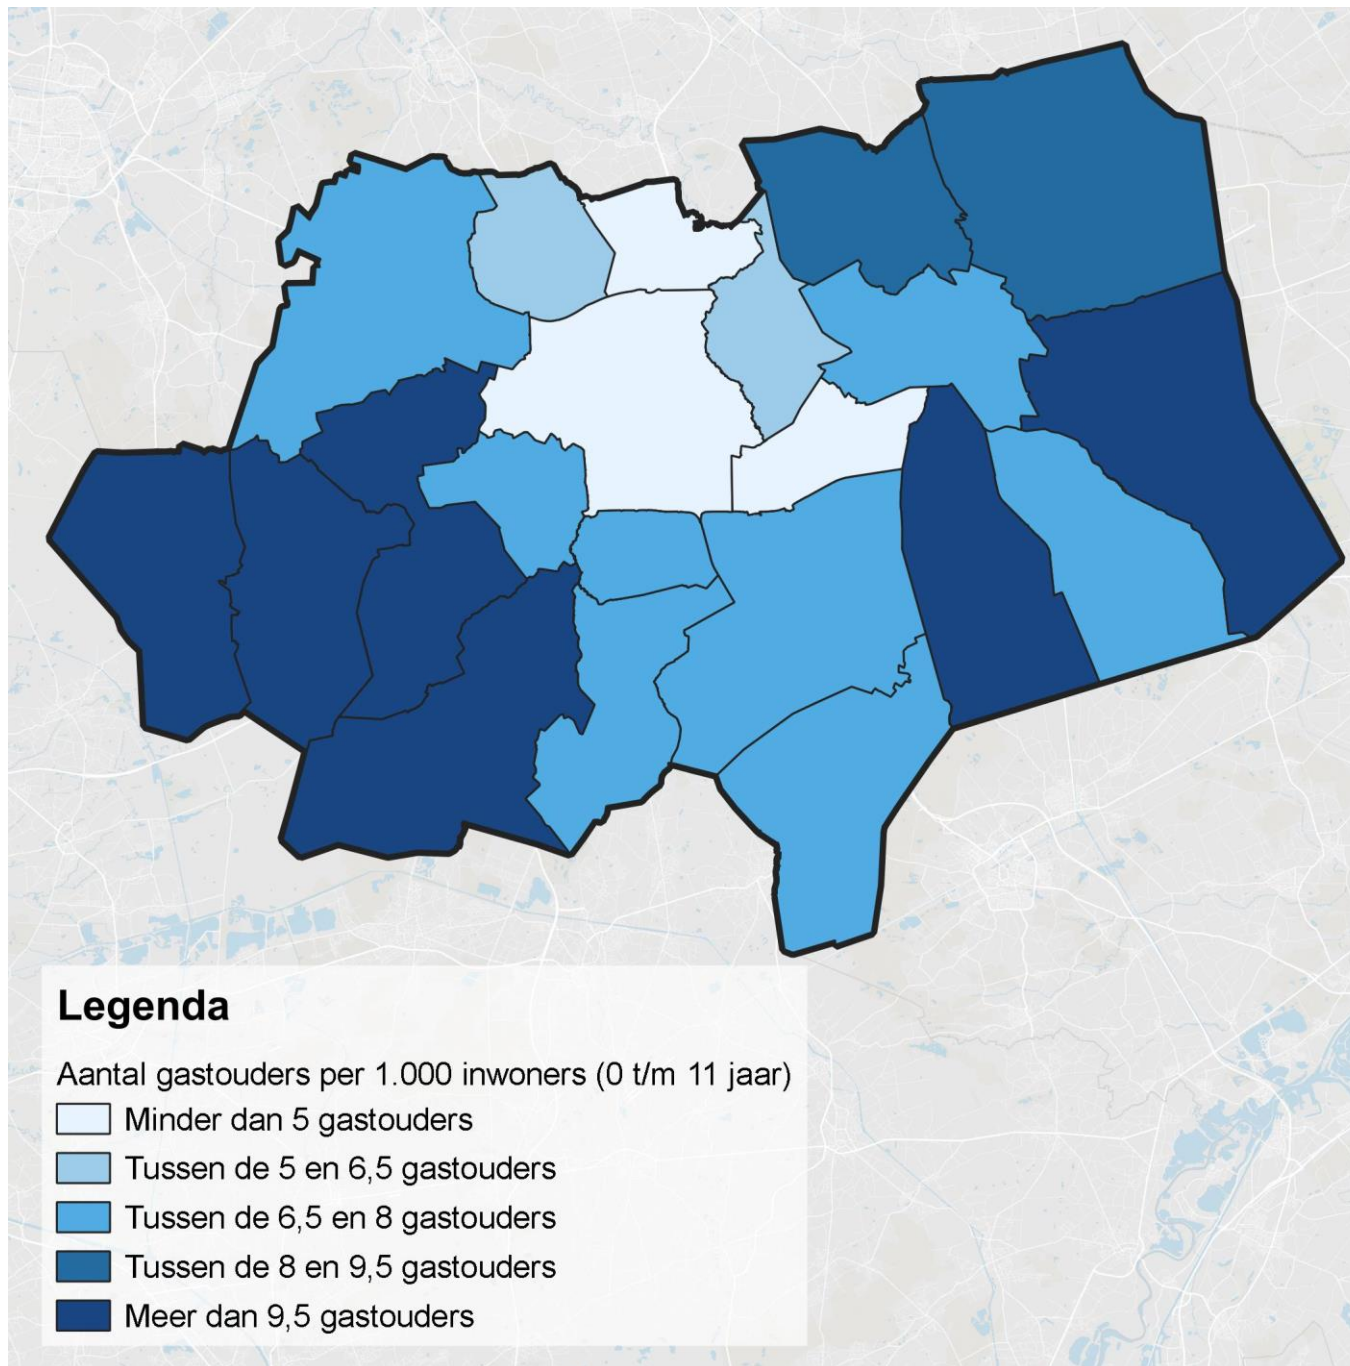 Legenda
Aantal gastouders per 1.000 inwoners (0 t/m 11 jaar)
Minder dan 5 gastouders
Tussen de 5 en 6,5 gastouders
Tussen de 6,5 en 8 gastouders
Tussen de 8 en 9,5 gastouders
Meer dan 9,5 gastouders